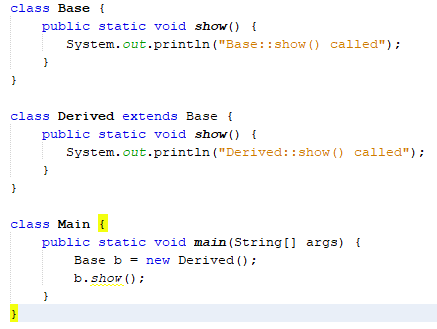 class Base {
public static void show() {
System.out.println("Base::show() called");
}
}
class Derived extends Base {
public static void show() {
System.out.println("Derived::show() called");
}
}
class Main {
public static void main(String[] args) {
Base b = new Derived();
b.show();
}
}